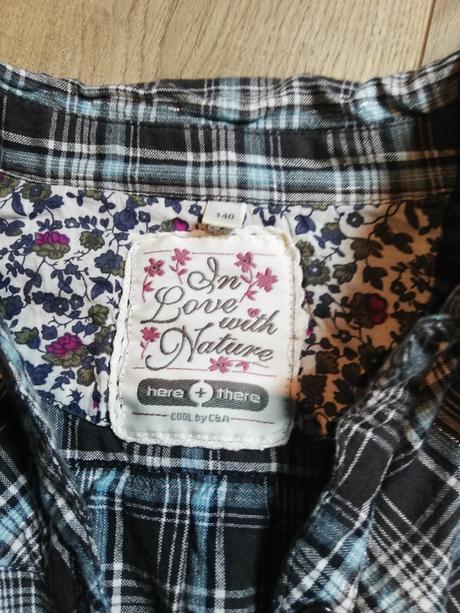 140
In
Love
with
Nature
here + there
COOL by C&A